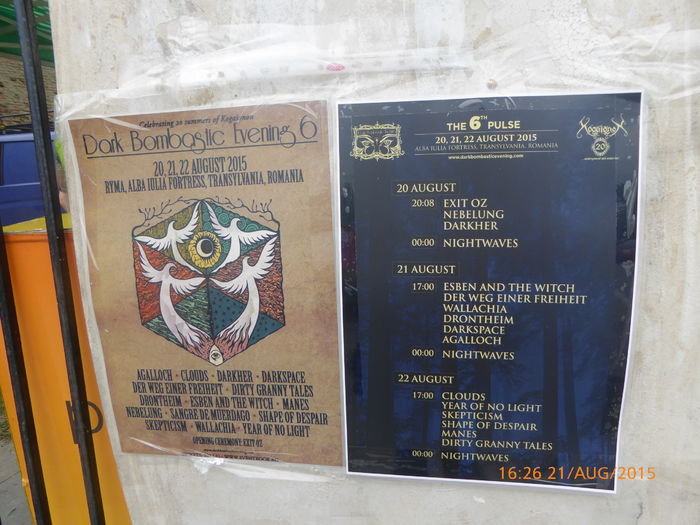 Celebrating 20 summers of Kogaionon
Dark Bombastic Evening 6
20, 21, 22 AUGUST 2015
RYMA, ALBA IULIA FORTRESS, TRANSYLVANIA, ROMANIA
AGALLOCH • CLOUDS • DARKHER • DARKSPACE
DER WEG EINER FREIHEIT • DIRTY GRANNY TALES
DRONTHEIM • ESBEN AND THE WITCH • MANES
NEBELUNG • SANGRE DE MUERDAGO • SHAPE OF DESPAIR
SKEPTICISM • WALLACHIA • YEAR OF NO LIGHT
OPENING CEREMONY: EXIT OZ
THE 6TH PULSE
20, 21, 22 AUGUST 2015
ALBA IULIA FORTRESS, TRANSYLVANIA, ROMANIA
www.darkbombasticevening.com
Kogaionon
20
20 AUGUST
20:08 EXIT OZ
NEBELUNG
DARKHER
00:00 NIGHTWAVES
21 AUGUST
17:00 ESBEN AND THE WITCH
DER WEG EINER FREIHEIT
WALLACHIA
DRONTHEIM
DARKSPACE
AGALLOCH
00:00 NIGHTWAVES
22 AUGUST
17:00 CLOUDS
YEAR OF NO LIGHT
SKEPTICISM
SHAPE OF DESPAIR
MANES
DIRTY GRANNY TALES
00:00 NIGHTWAVES
16:26 21/AUG/2015